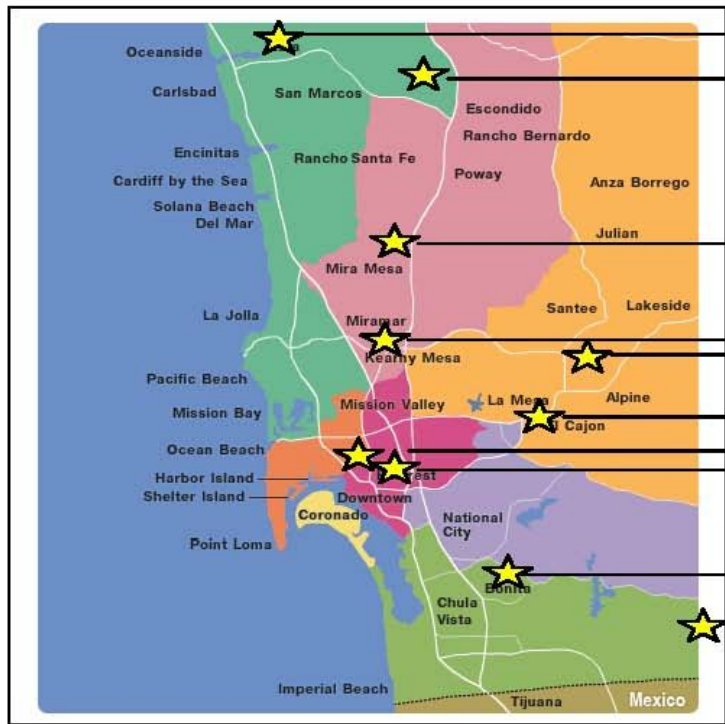 Oceanside
Carlsbad
San Marcos
Escondido
Rancho Bernardo
Encinitas
Rancho Santa Fe
Cardiff by the Sea
Poway
Anza Borrego
Solana Beach
Del Mar
Julian
Mira Mesa
Santee
Lakeside
La Jolla
Miramar
Kearny Mesa
Pacific Beach
La Mesa
Alpine
Mission Valley
Mission Bay
Cajon
Ocean Beach
Harbor Island
Shelter Island
Downtown
Coronado
National
City
Point Loma
Bonita
Chula
Vista
Imperial Beach
Tijuana
Mexico